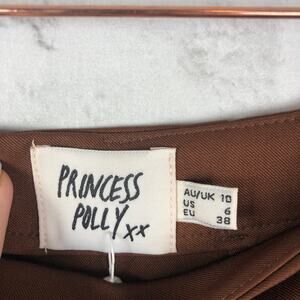 PRINCESS
POLLY xx
AU/UK 10
US 6
EU 38